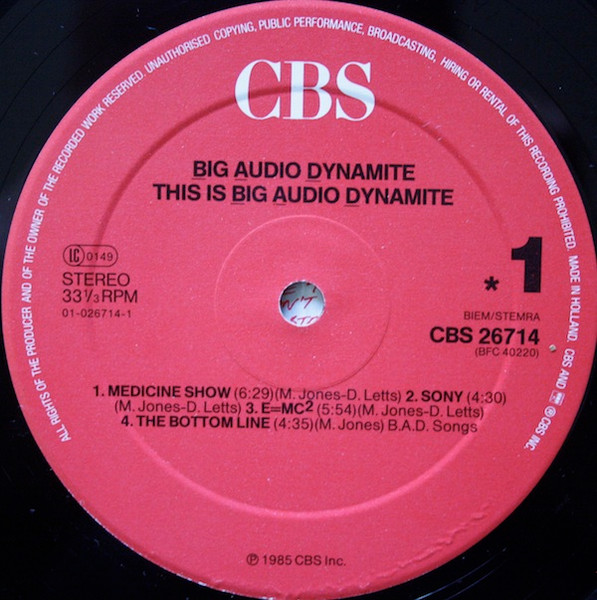 ALL RIGHTS OF THE PRODUCER AND OF THE OWNER OF THE RECORDED WORK RESERVED. UNAUTHORISED COPYING, PUBLIC PERFORMANCE, BROADCASTING, HIRING OR RENTAL OF THIS RECORDING PROHIBITED. MADE IN HOLLAND. CBS AND ℗ CBS INC.
CBS
BIG AUDIO DYNAMITE
THIS IS BIG AUDIO DYNAMITE
LC 0149
STEREO
33 1/3 RPM
01-026714-1
* 1
BIEM/STEMRA
CBS 26714
(BFC 40220)
1. MEDICINE SHOW (6:29)(M. Jones-D. Letts) 2. SONY (4:30)
(M. Jones-D. Letts) 3. E=MC² (5:54)(M. Jones-D. Letts)
4. THE BOTTOM LINE (4:35)(M. Jones) B.A.D. Songs
℗ 1985 CBS Inc.